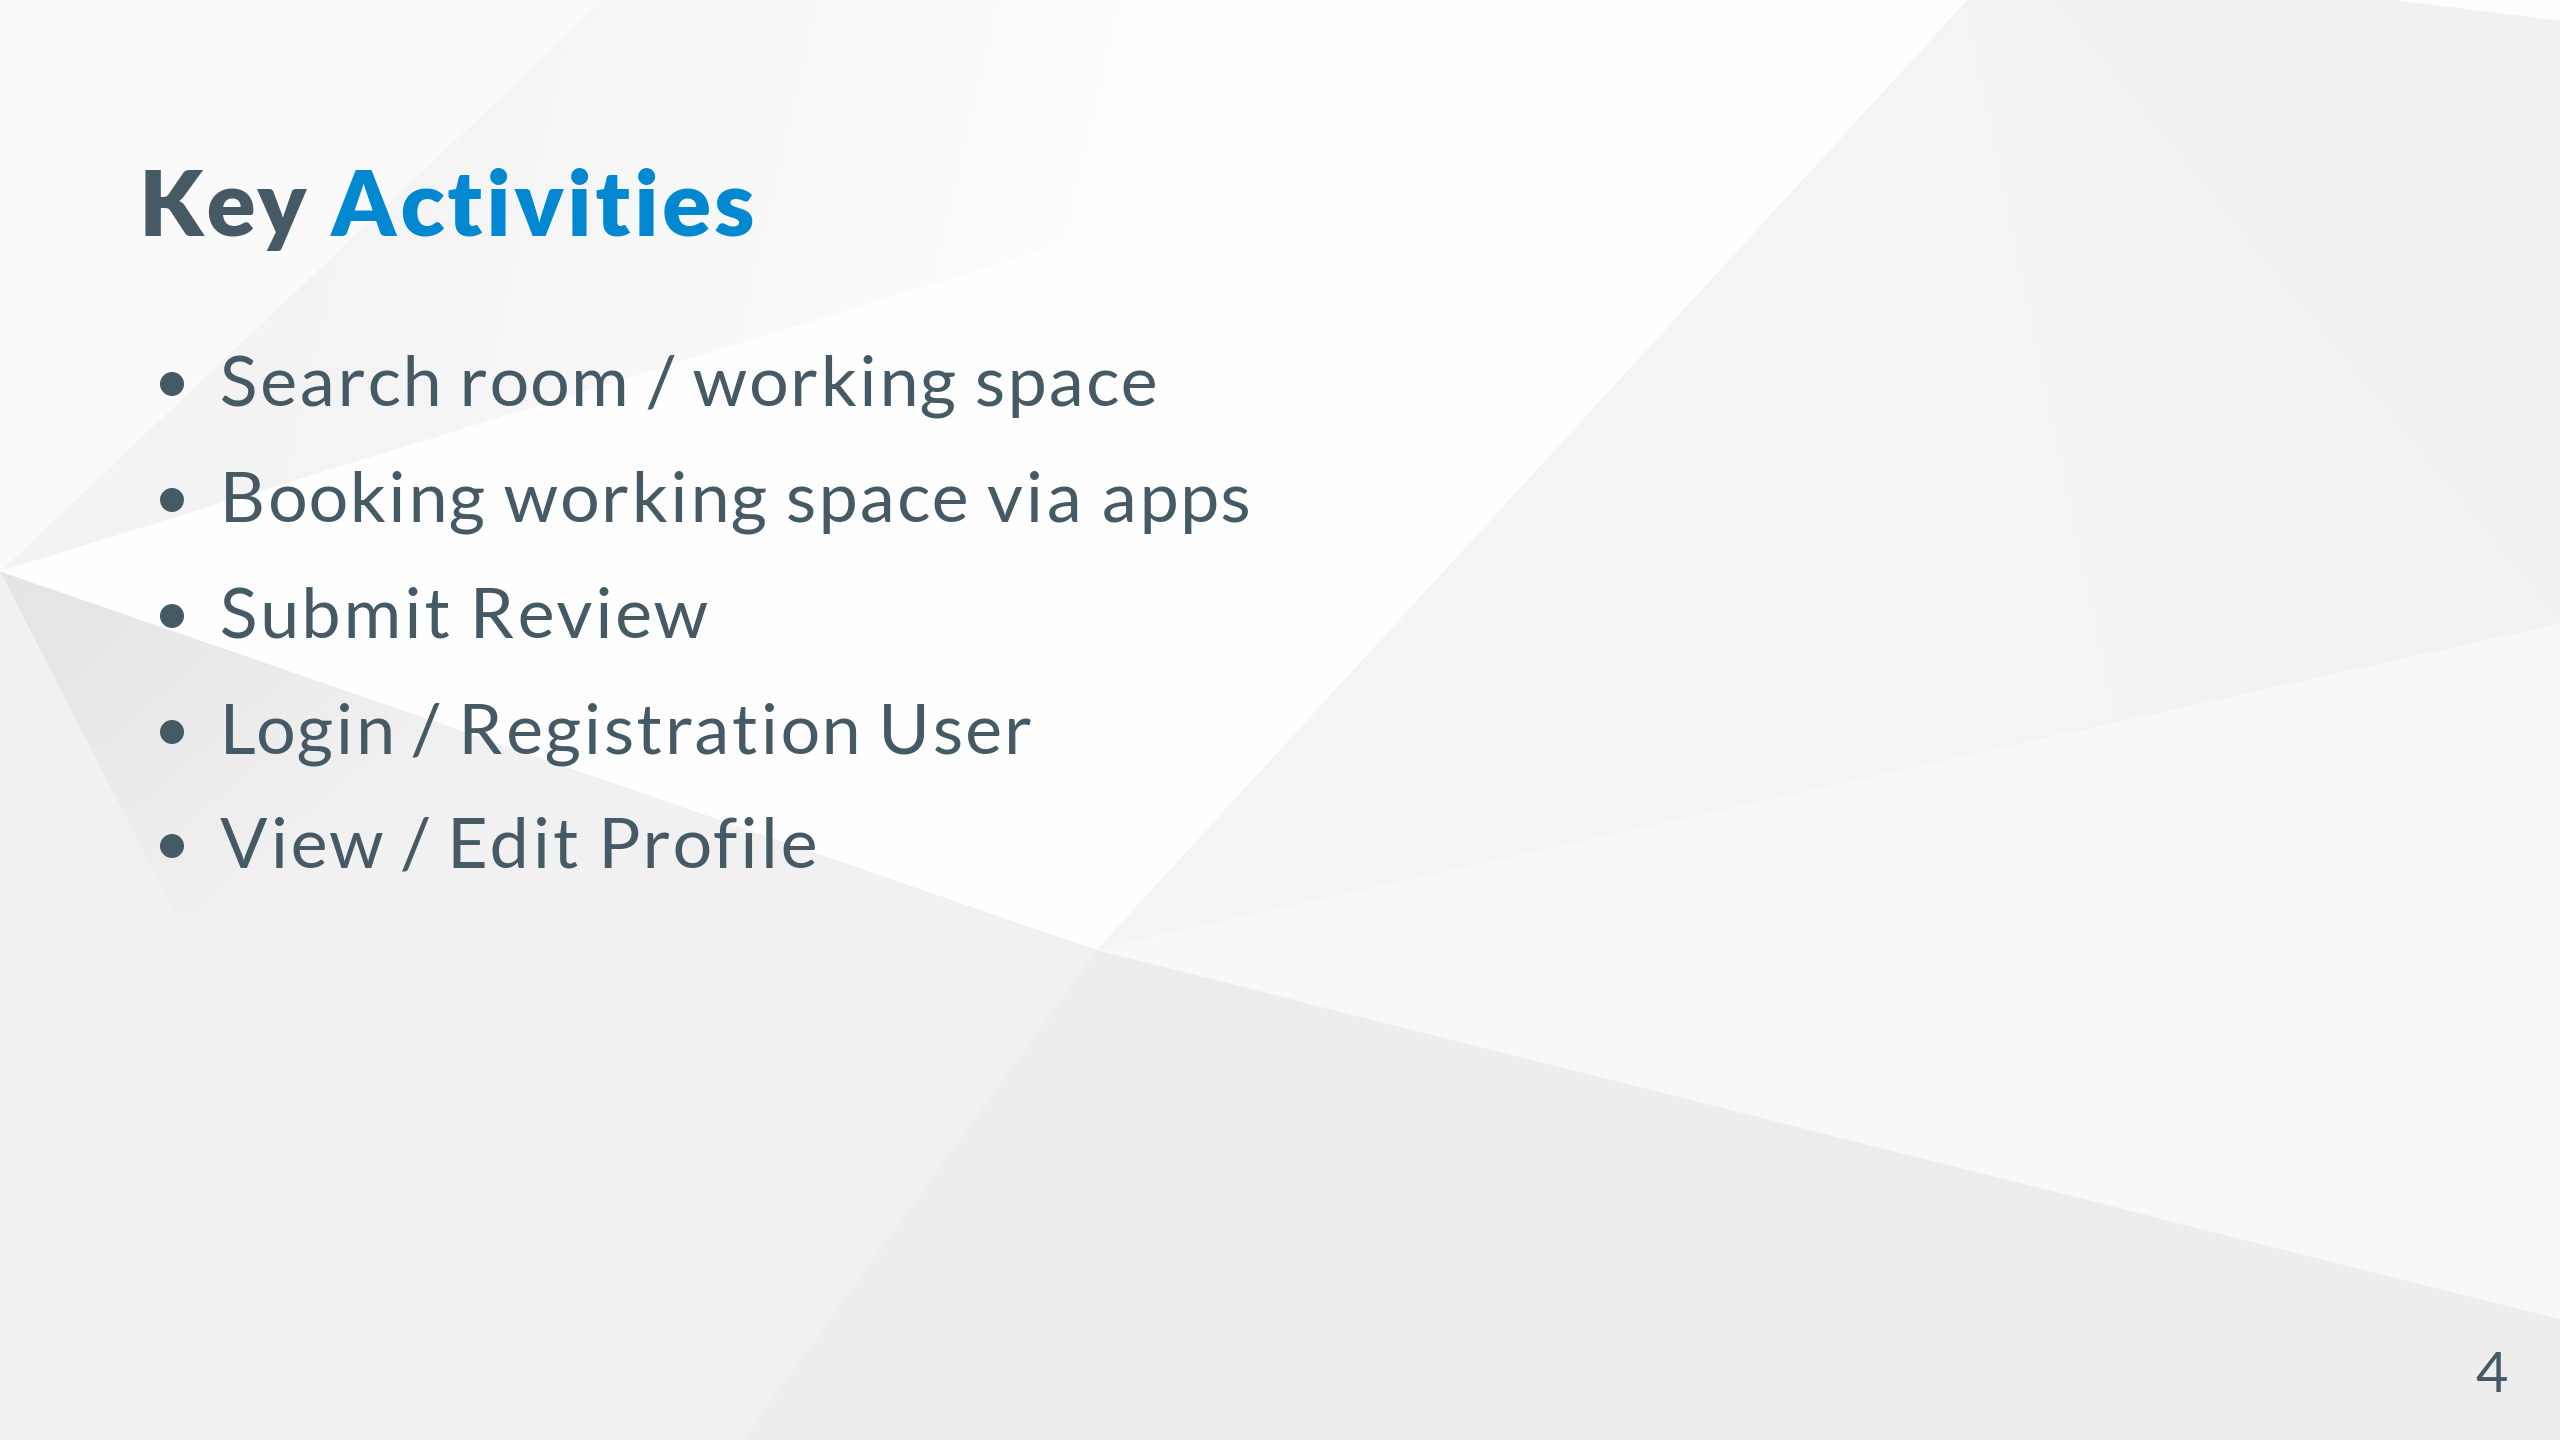 Key Activities
• Search room / working space
• Booking working space via apps
• Submit Review
• Login / Registration User
• View / Edit Profile
4